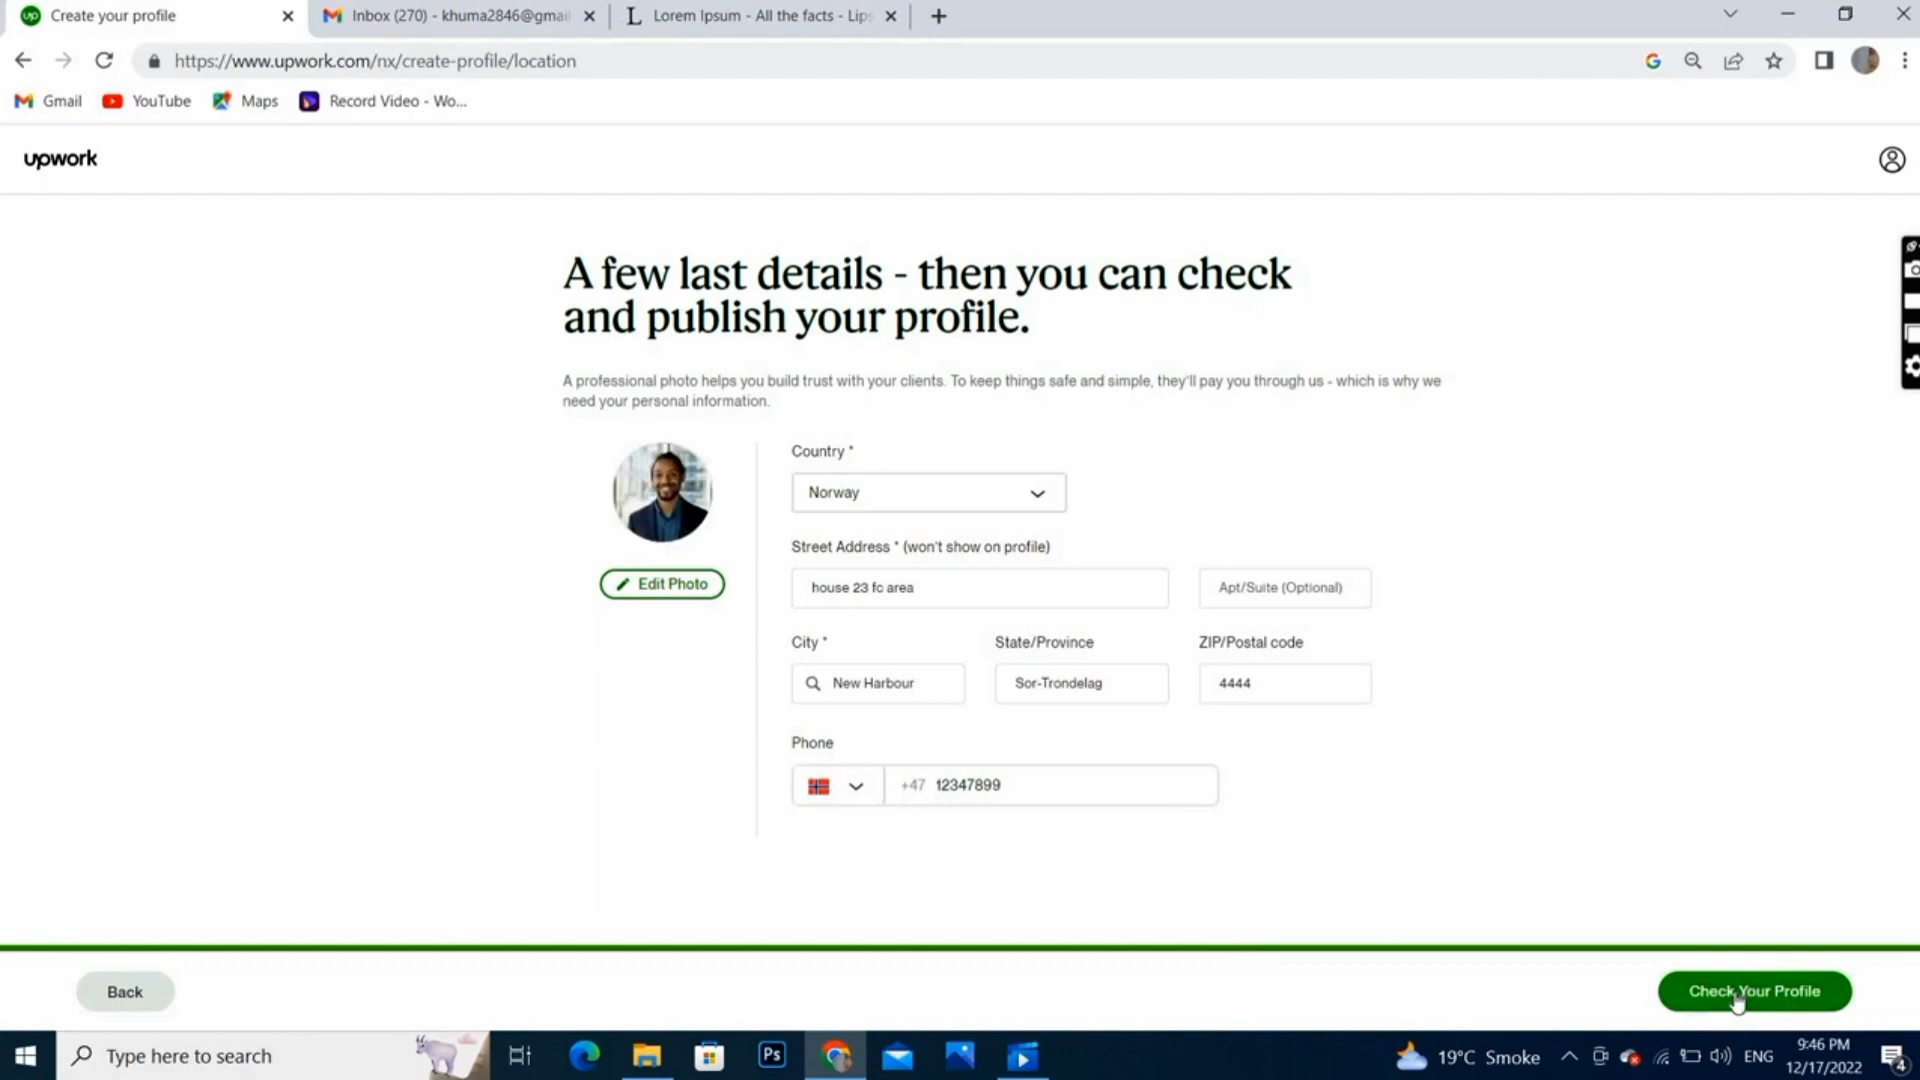 up Create your profile
Inbox (270) - khuma2846@gmai
L Lorem Ipsum - All the facts - Lips
https://www.upwork.com/nx/create-profile/location
Gmail YouTube Maps Record Video - Wo...
upwork
A few last details - then you can check
and publish your profile.
A professional photo helps you build trust with your clients. To keep things safe and simple, they'll pay you through us - which is why we
need your personal information.
Country *
Norway
Edit Photo
Street Address * (won't show on profile)
house 23 fc area Apt/Suite (Optional)
City * State/Province ZIP/Postal code
New Harbour Sor-Trondelag 4444
Phone
+47 12347899
Back Check Your Profile
Type here to search
Ps
19°C Smoke ENG
9:46 PM
12/17/2022
4